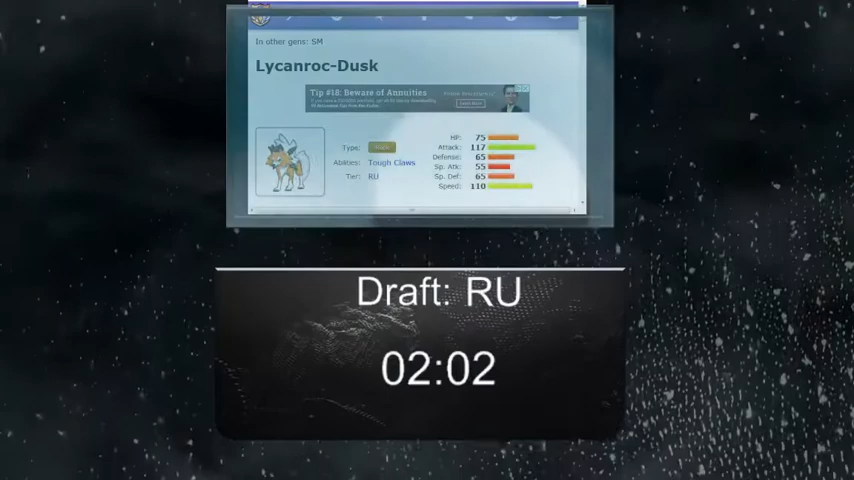 In other gens: SM
Lycanroc-Dusk
Tip #18: Beware of Annuities
Type: Rock
Abilities: Tough Claws
Tier: RU
HP: 75
Attack: 117
Defense: 65
Sp. Atk: 55
Sp. Def: 65
Speed: 110
Draft: RU
02:02